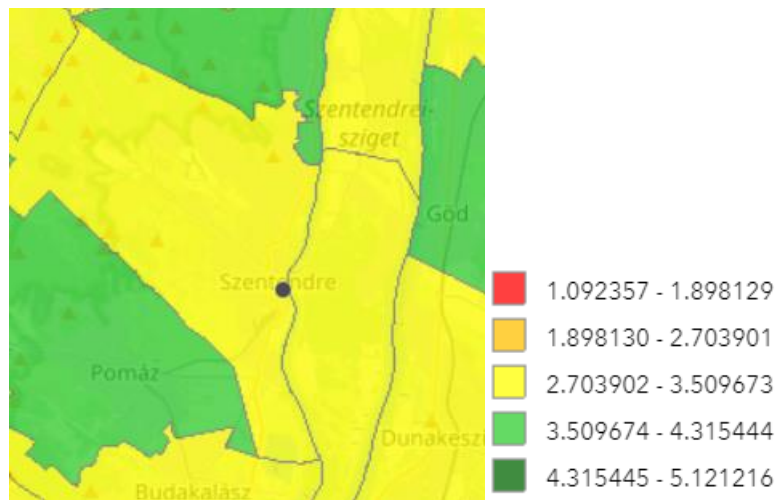 Szentendrei-
sziget
Göd
Szentendre
Pomáz
Dunakeszi
Budakalász
1.092357 - 1.898129
1.898130 - 2.703901
2.703902 - 3.509673
3.509674 - 4.315444
4.315445 - 5.121216